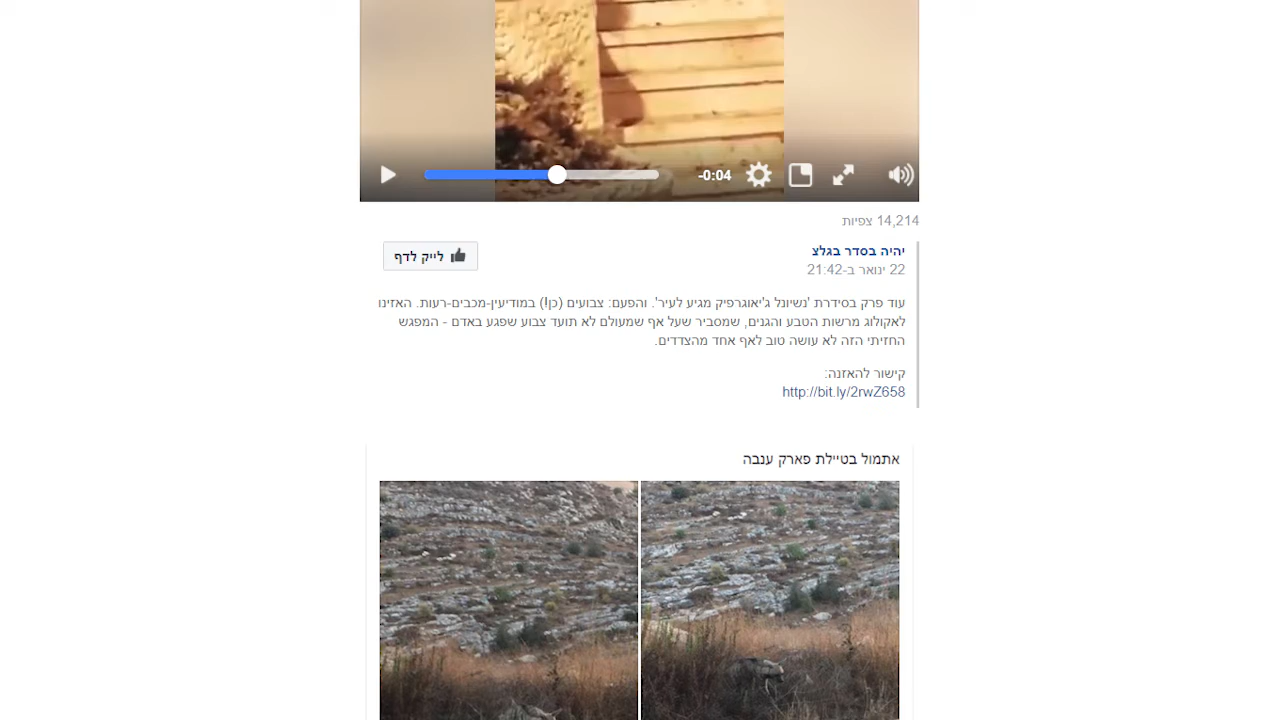 -0:04
14,214 צפיות
יהיה בסדר בגלצ
22 ינואר ב-21:42
לייק לדף
עוד פרק בסידרת 'נשיונל ג'יאוגרפיק מגיע לעיר'. והפעם: צבועים (כן!) במודיעין-מכבים-רעות. האזינו
לאקולוג מרשות הטבע והגנים, שמסביר שעל אף שמעולם לא תועד צבוע שפגע באדם - המפגש
החזיתי הזה לא עושה טוב לאף אחד מהצדדים.
קישור להאזנה:
http://bit.ly/2rwZ658
אתמול בטיילת פארק ענבה